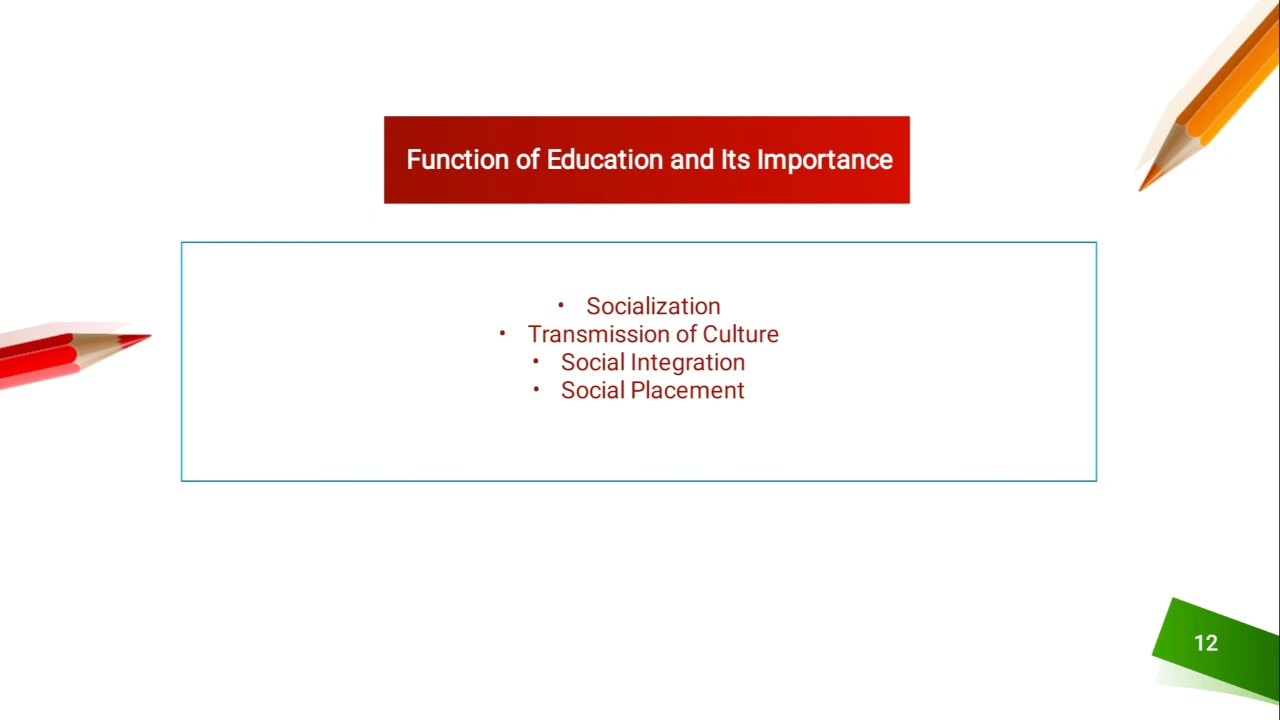 Function of Education and Its Importance
• Socialization
• Transmission of Culture
• Social Integration
• Social Placement
12